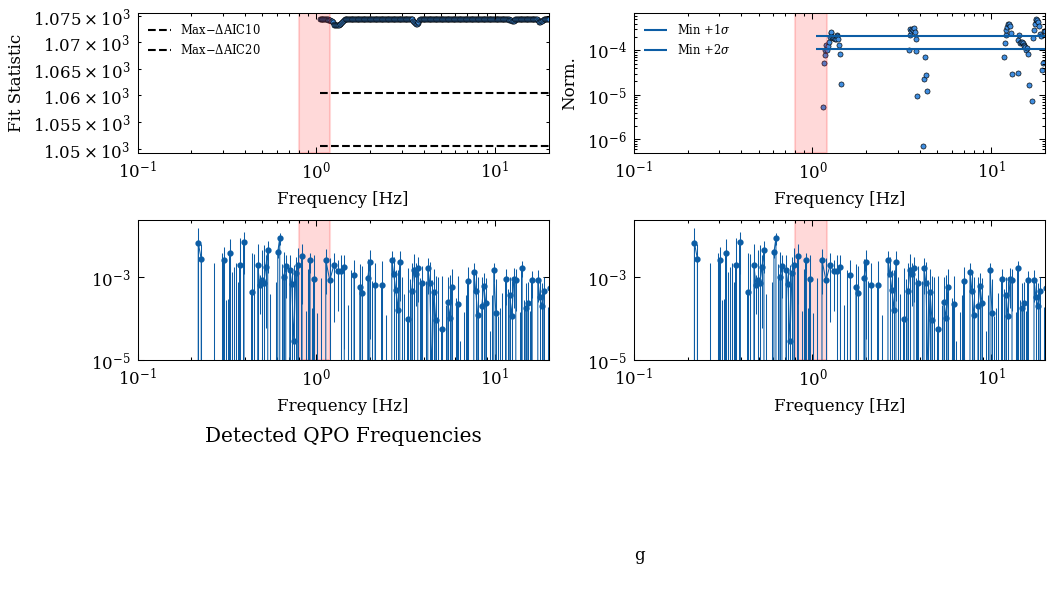 1.075 × 10³
1.07 × 10³
1.065 × 10³
1.06 × 10³
1.055 × 10³
1.05 × 10³
Fit Statistic
Max−ΔAIC10
Max−ΔAIC20
10⁻¹ 10⁰ 10¹
Frequency [Hz]
10⁻⁴
10⁻⁵
10⁻⁶
Norm.
Min +1σ
Min +2σ
10⁻¹ 10⁰ 10¹
Frequency [Hz]
10⁻³
10⁻⁵
10⁻¹ 10⁰ 10¹
Frequency [Hz]
10⁻³
10⁻⁵
10⁻¹ 10⁰ 10¹
Frequency [Hz]
Detected QPO Frequencies
g